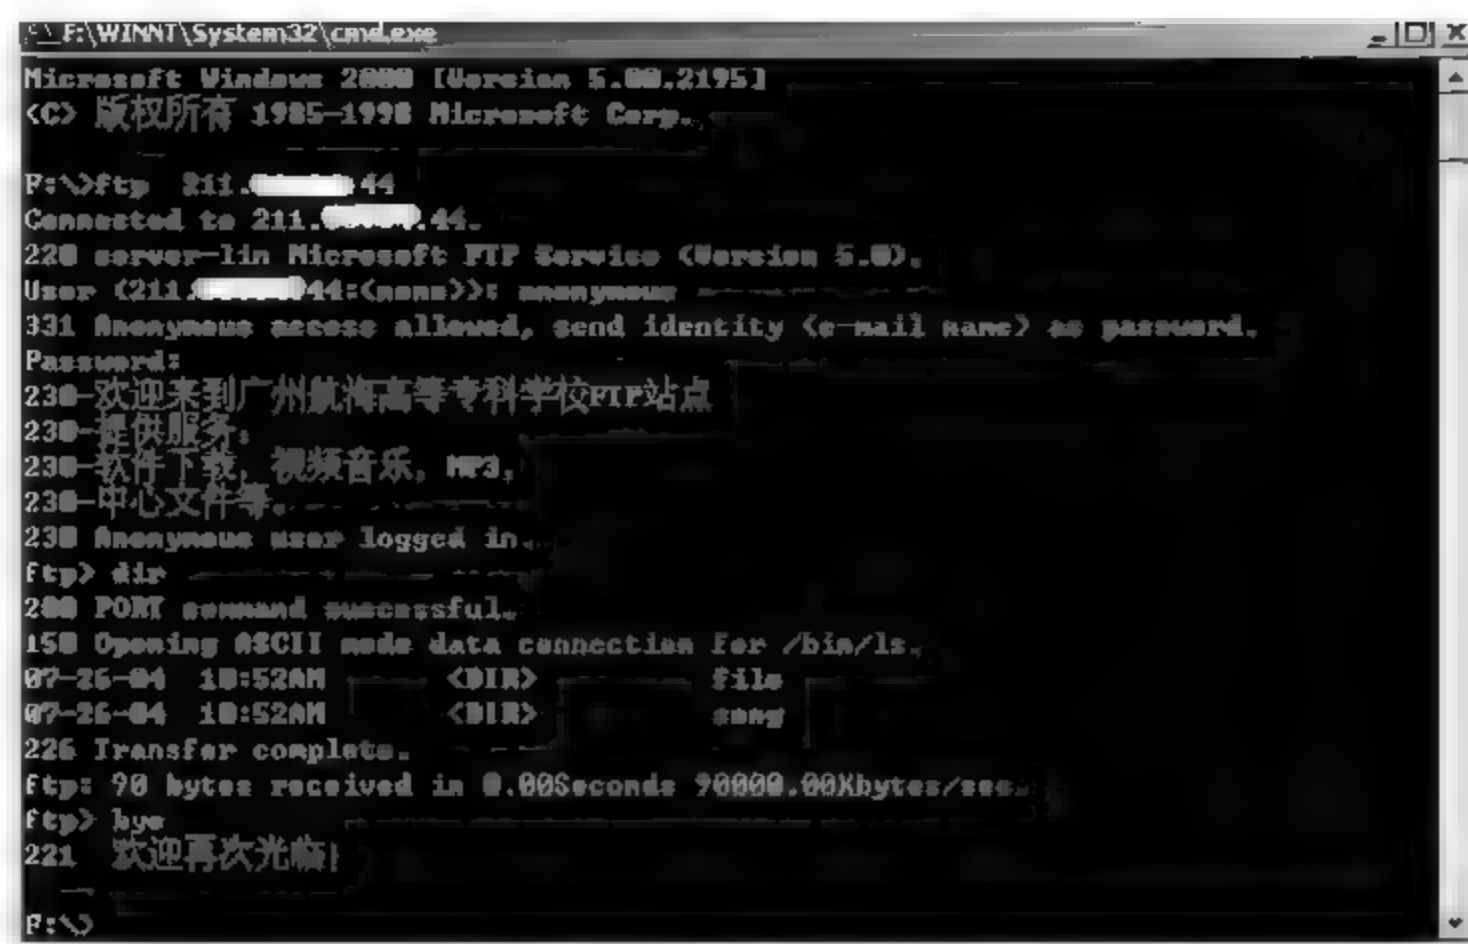 F:\WINNT\System32\cmd.exe
Microsoft Windows 2000 [Version 5.00.2195]
(C) 版权所有 1985-1998 Microsoft Corp.
F:\>ftp 211. 44
Connected to 211. .44.
220 server-lin Microsoft FTP Service (Version 5.0).
User (211. 44:(none)): anonymous
331 Anonymous access allowed, send identity (e-mail name) as password.
Password:
230-欢迎来到广州航海高等专科学校FTP站点
230-提供服务:
230-软件下载, 视频音乐, MP3,
230-中心文件等.
230 Anonymous user logged in.
ftp> dir
200 PORT command successful.
150 Opening ASCII mode data connection for /bin/ls.
07-26-04 10:52AM <DIR> file
07-26-04 10:52AM <DIR> song
226 Transfer complete.
ftp: 90 bytes received in 0.00Seconds 90000.00Kbytes/sec.
ftp> bye
221 欢迎再次光临!
F:\>